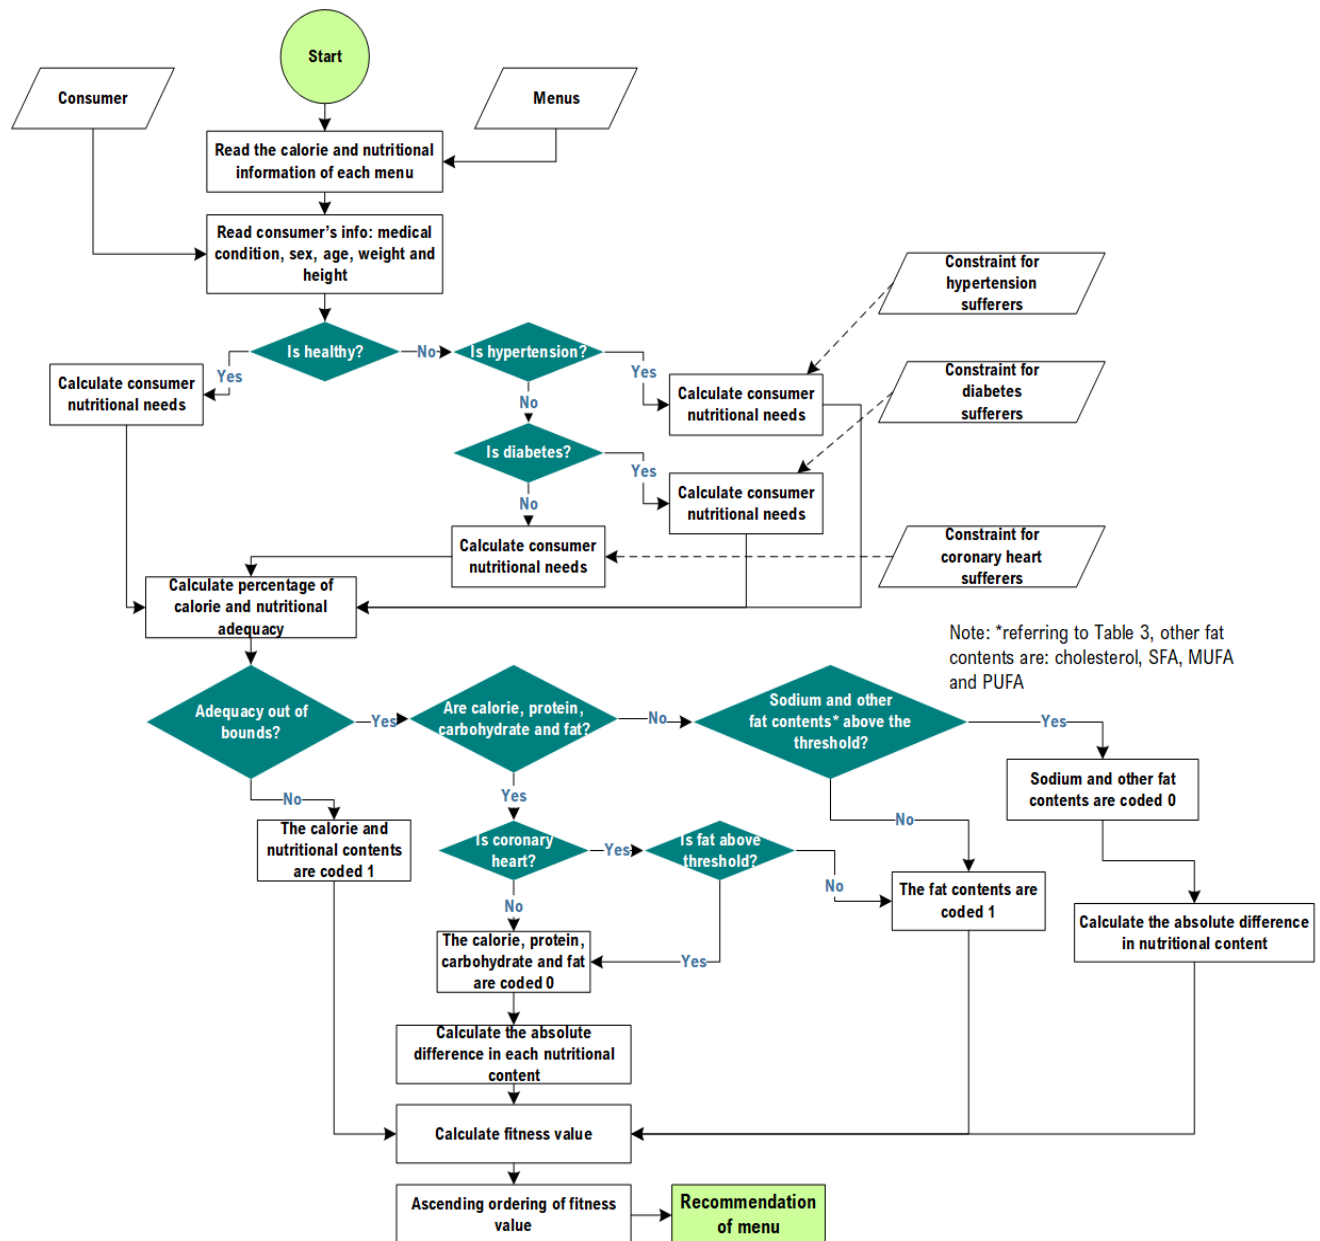 Start
Consumer
Menus
Read the calorie and nutritional
information of each menu
Read consumer's info: medical
condition, sex, age, weight and
height
Constraint for
hypertension
sufferers
Is healthy?
No
Is hypertension?
Yes
Yes
Calculate consumer
nutritional needs
Calculate consumer
nutritional needs
Constraint for
diabetes
sufferers
No
Is diabetes?
Yes
Calculate consumer
nutritional needs
No
Calculate consumer
nutritional needs
Constraint for
coronary heart
sufferers
Calculate percentage of
calorie and nutritional
adequacy
Note: *referring to Table 3, other fat
contents are: cholesterol, SFA, MUFA
and PUFA
Adequacy out of
bounds?
Yes
Are calorie, protein,
carbohydrate and fat?
No
Sodium and other
fat contents* above the
threshold?
Yes
Sodium and other fat
contents are coded 0
No
Yes
No
The calorie and
nutritional contents
are coded 1
Is coronary
heart?
Yes
Is fat above
threshold?
No
The fat contents are
coded 1
Calculate the absolute difference
in nutritional content
No
The calorie, protein,
carbohydrate and fat
are coded 0
Yes
Calculate the absolute
difference in each nutritional
content
Calculate fitness value
Ascending ordering of fitness
value
Recommendation
of menu